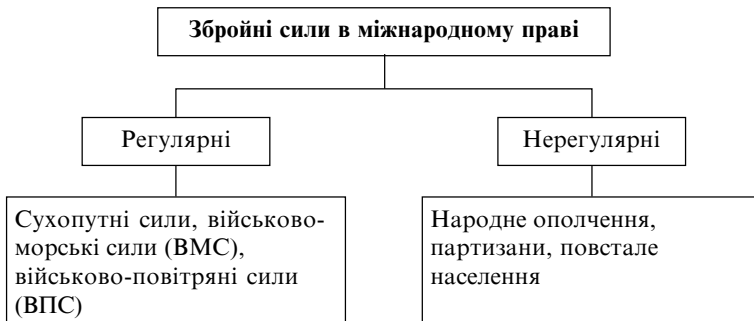 Збройні сили в міжнародному праві
Регулярні
Нерегулярні
Сухопутні сили, військово-
морські сили (ВМС),
військово-повітряні сили
(ВПС)
Народне ополчення,
партизани, повстале
населення